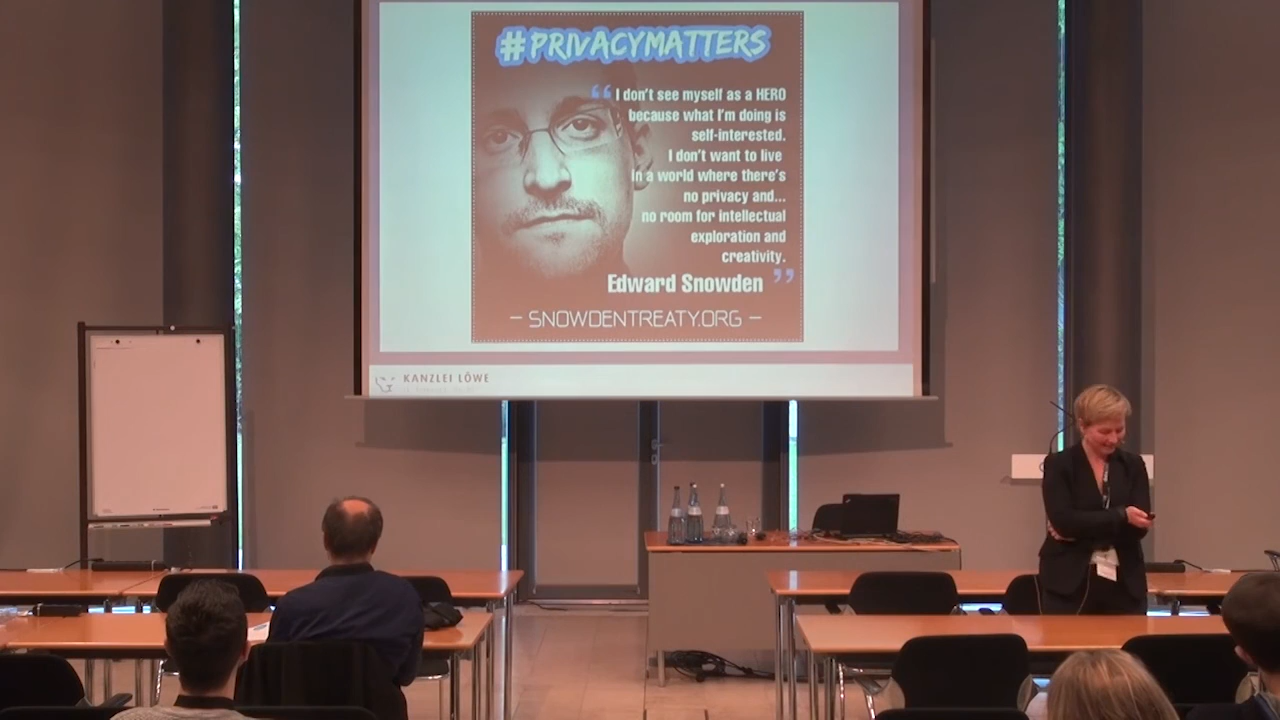 #PRIVACYMATTERS
“ I don't see myself as a HERO
because what I'm doing is
self-interested.
I don't want to live
in a world where there's
no privacy and...
no room for intellectual
exploration and
creativity.
Edward Snowden ”
– SNOWDENTREATY.ORG –
KANZLEI LÖWE